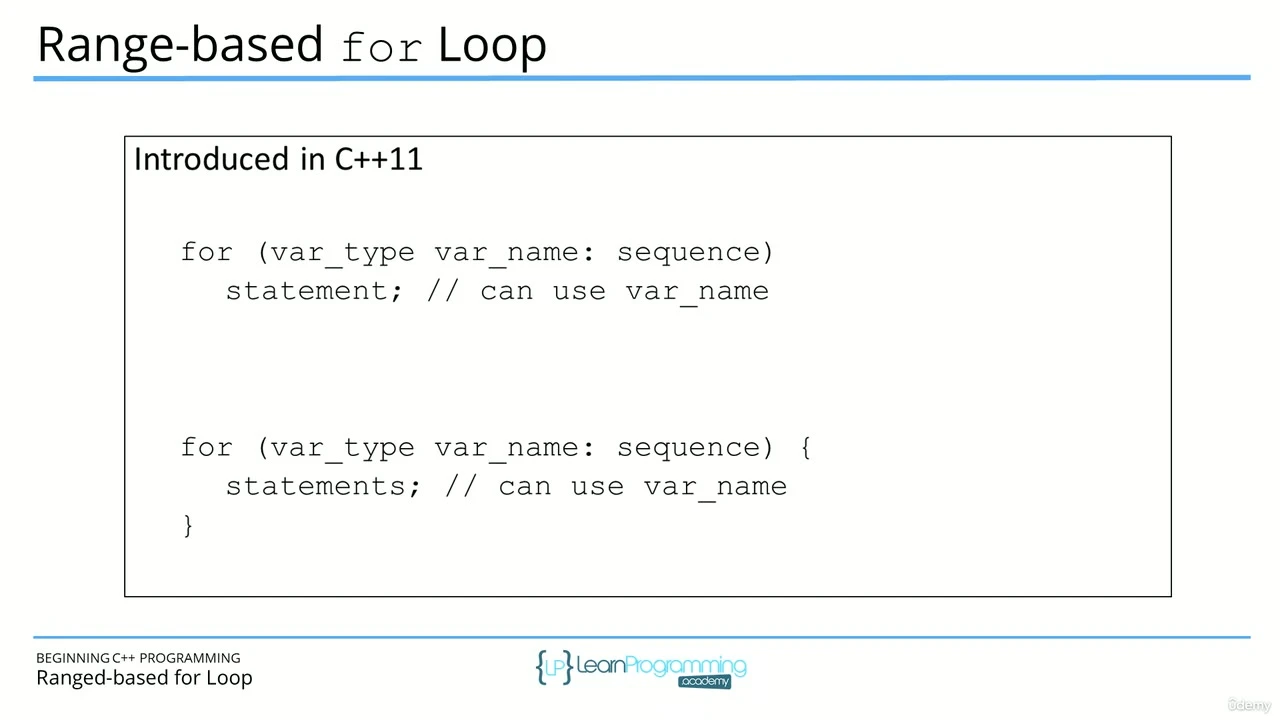 Range-based for Loop
Introduced in C++11
for (var_type var_name: sequence)
statement; // can use var_name
for (var_type var_name: sequence) {
statements; // can use var_name
}
BEGINNING C++ PROGRAMMING
Ranged-based for Loop
{LP} LearnProgramming
.academy
ûdemy